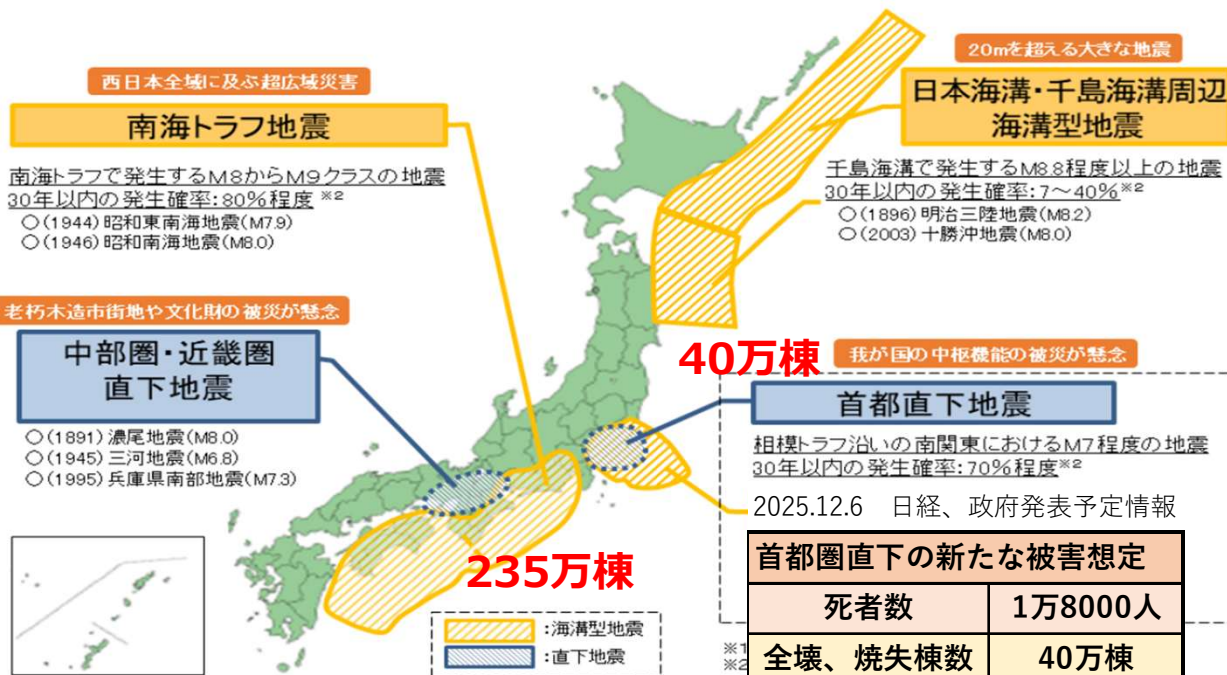 西日本全域に及ぶ超広域災害
南海トラフ地震
南海トラフで発生するM8からM9クラスの地震
30年以内の発生確率:80%程度 ※2
○(1944)昭和東南海地震(M7.9)
○(1946)昭和南海地震(M8.0)
老朽木造市街地や文化財の被災が懸念
中部圏・近畿圏
直下地震
○(1891)濃尾地震(M8.0)
○(1945)三河地震(M6.8)
○(1995)兵庫県南部地震(M7.3)
20mを超える大きな地震
日本海溝・千島海溝周辺
海溝型地震
千島海溝で発生するM8.8程度以上の地震
30年以内の発生確率:7～40%※2
○(1896)明治三陸地震(M8.2)
○(2003)十勝沖地震(M8.0)
40万棟
我が国の中枢機能の被災が懸念
首都直下地震
相模トラフ沿いの南関東におけるM7程度の地震
30年以内の発生確率:70%程度※2
2025.12.6 日経、政府発表予定情報
首都圏直下の新たな被害想定
死者数 1万8000人
全壊、焼失棟数 40万棟
235万棟
:海溝型地震
:直下地震
※1
※2